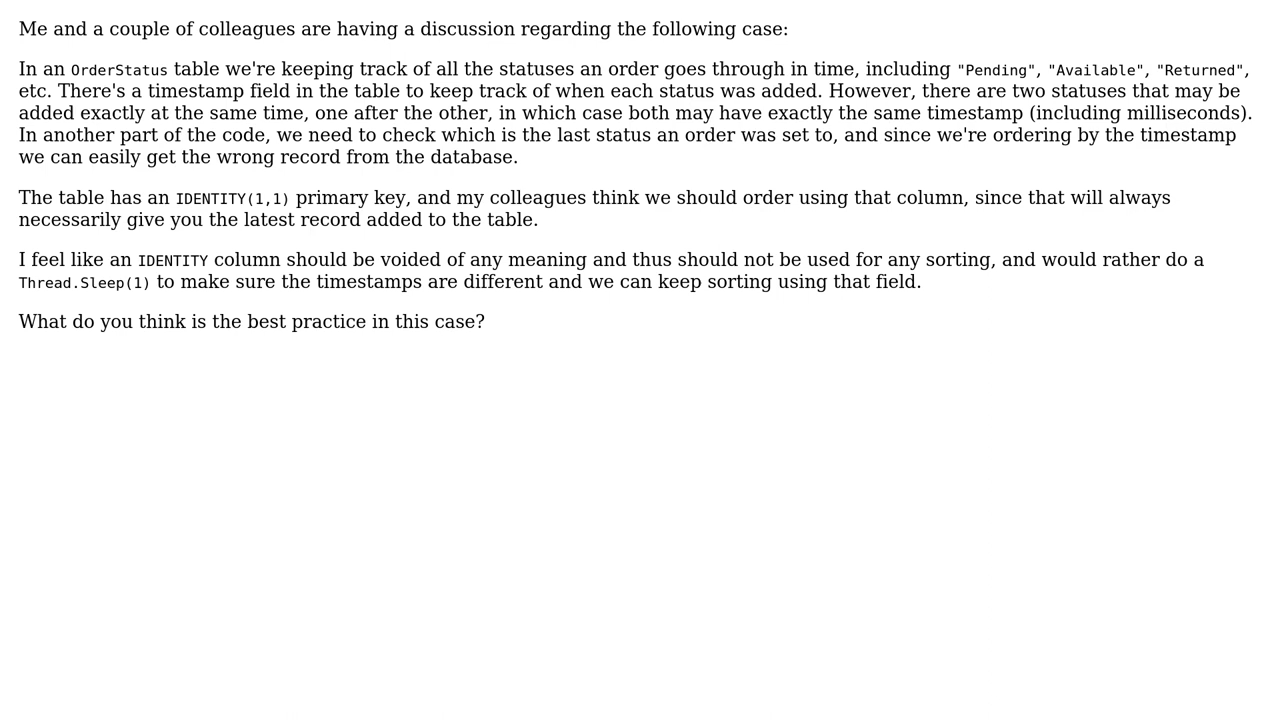 Me and a couple of colleagues are having a discussion regarding the following case:
In an OrderStatus table we're keeping track of all the statuses an order goes through in time, including "Pending", "Available", "Returned",
etc. There's a timestamp field in the table to keep track of when each status was added. However, there are two statuses that may be
added exactly at the same time, one after the other, in which case both may have exactly the same timestamp (including milliseconds).
In another part of the code, we need to check which is the last status an order was set to, and since we're ordering by the timestamp
we can easily get the wrong record from the database.
The table has an IDENTITY(1,1) primary key, and my colleagues think we should order using that column, since that will always
necessarily give you the latest record added to the table.
I feel like an IDENTITY column should be voided of any meaning and thus should not be used for any sorting, and would rather do a
Thread.Sleep(1) to make sure the timestamps are different and we can keep sorting using that field.
What do you think is the best practice in this case?